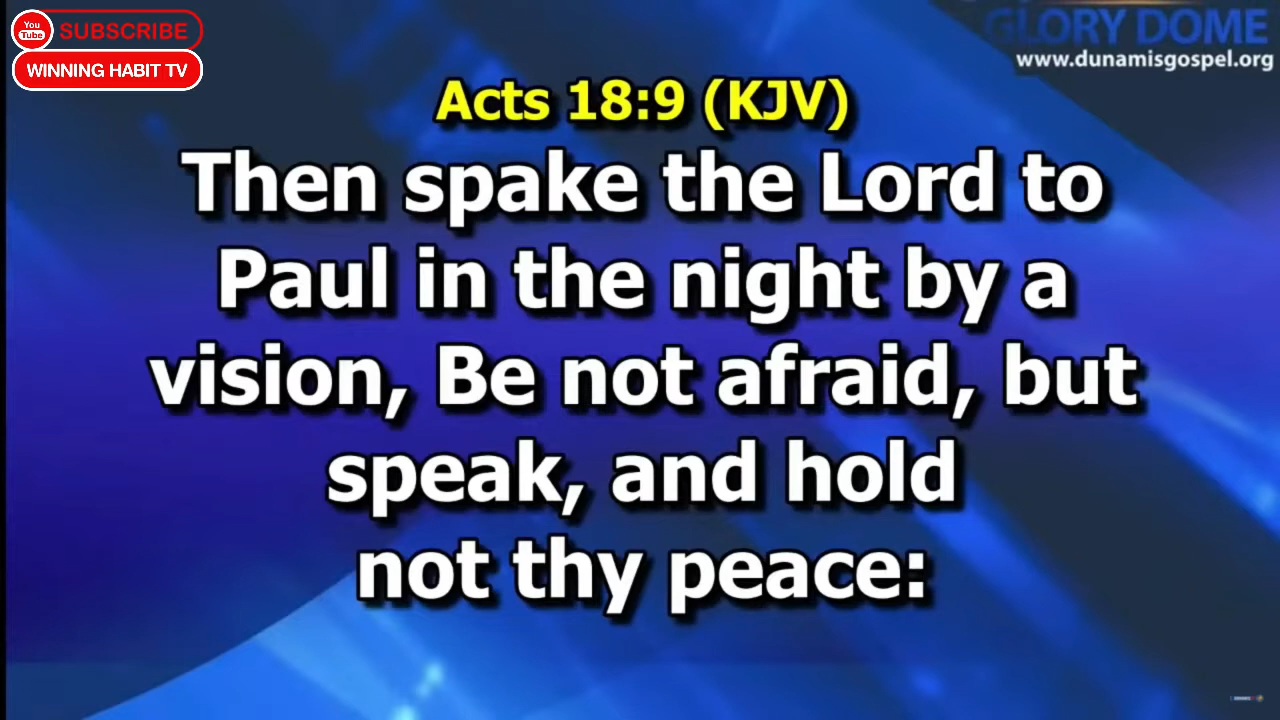 You
Tube
SUBSCRIBE
WINNING HABIT TV
GLORY DOME
www.dunamisgospel.org
Acts 18:9 (KJV)
Then spake the Lord to
Paul in the night by a
vision, Be not afraid, but
speak, and hold
not thy peace: